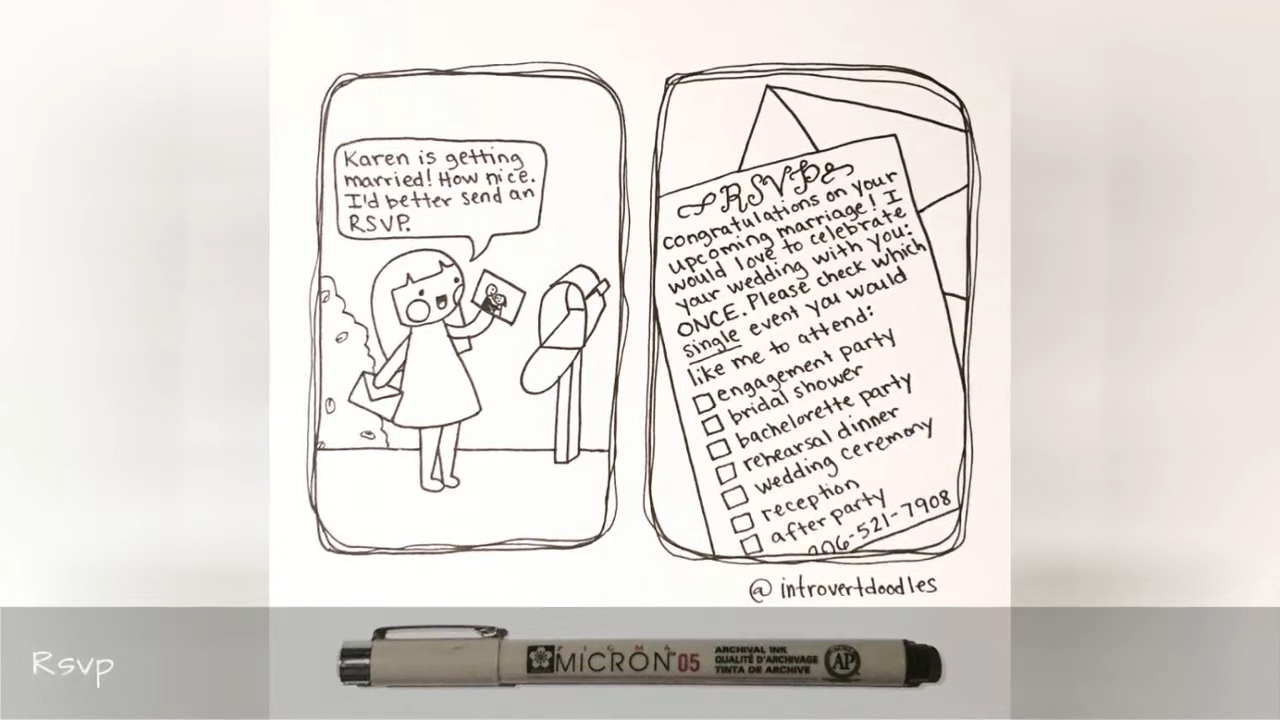 Karen is getting
married! How nice.
I'd better send an
RSVP.
RSVP
congratulations on your
upcoming marriage! I
would love to celebrate
your wedding with you:
ONCE. Please check which
single event you would
like me to attend:
engagement party
bridal shower
bachelorette party
rehearsal dinner
wedding ceremony
reception
after party
206-521-7908
@introvertdoodles
Rsvp
PIGMA
MICRON 05
ARCHIVAL INK
QUALITÉ D'ARCHIVAGE
TINTA DE ARCHIVE
AP